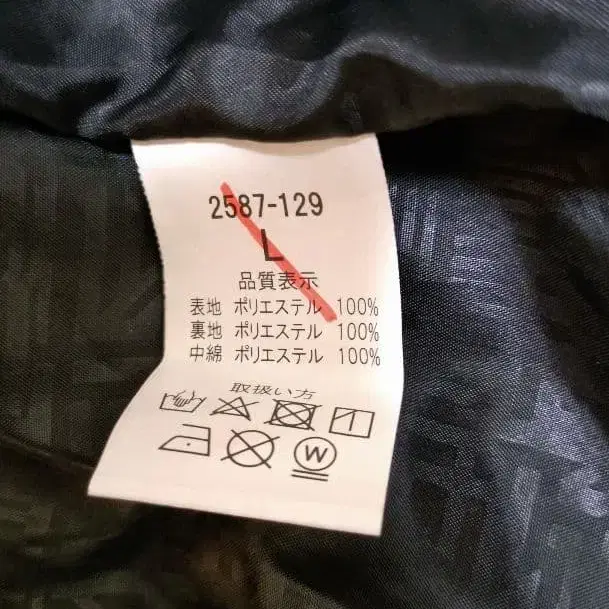 2587-129
L
品質表示
表地 ポリエステル 100%
裏地 ポリエステル 100%
中綿 ポリエステル 100%
取扱い方
W